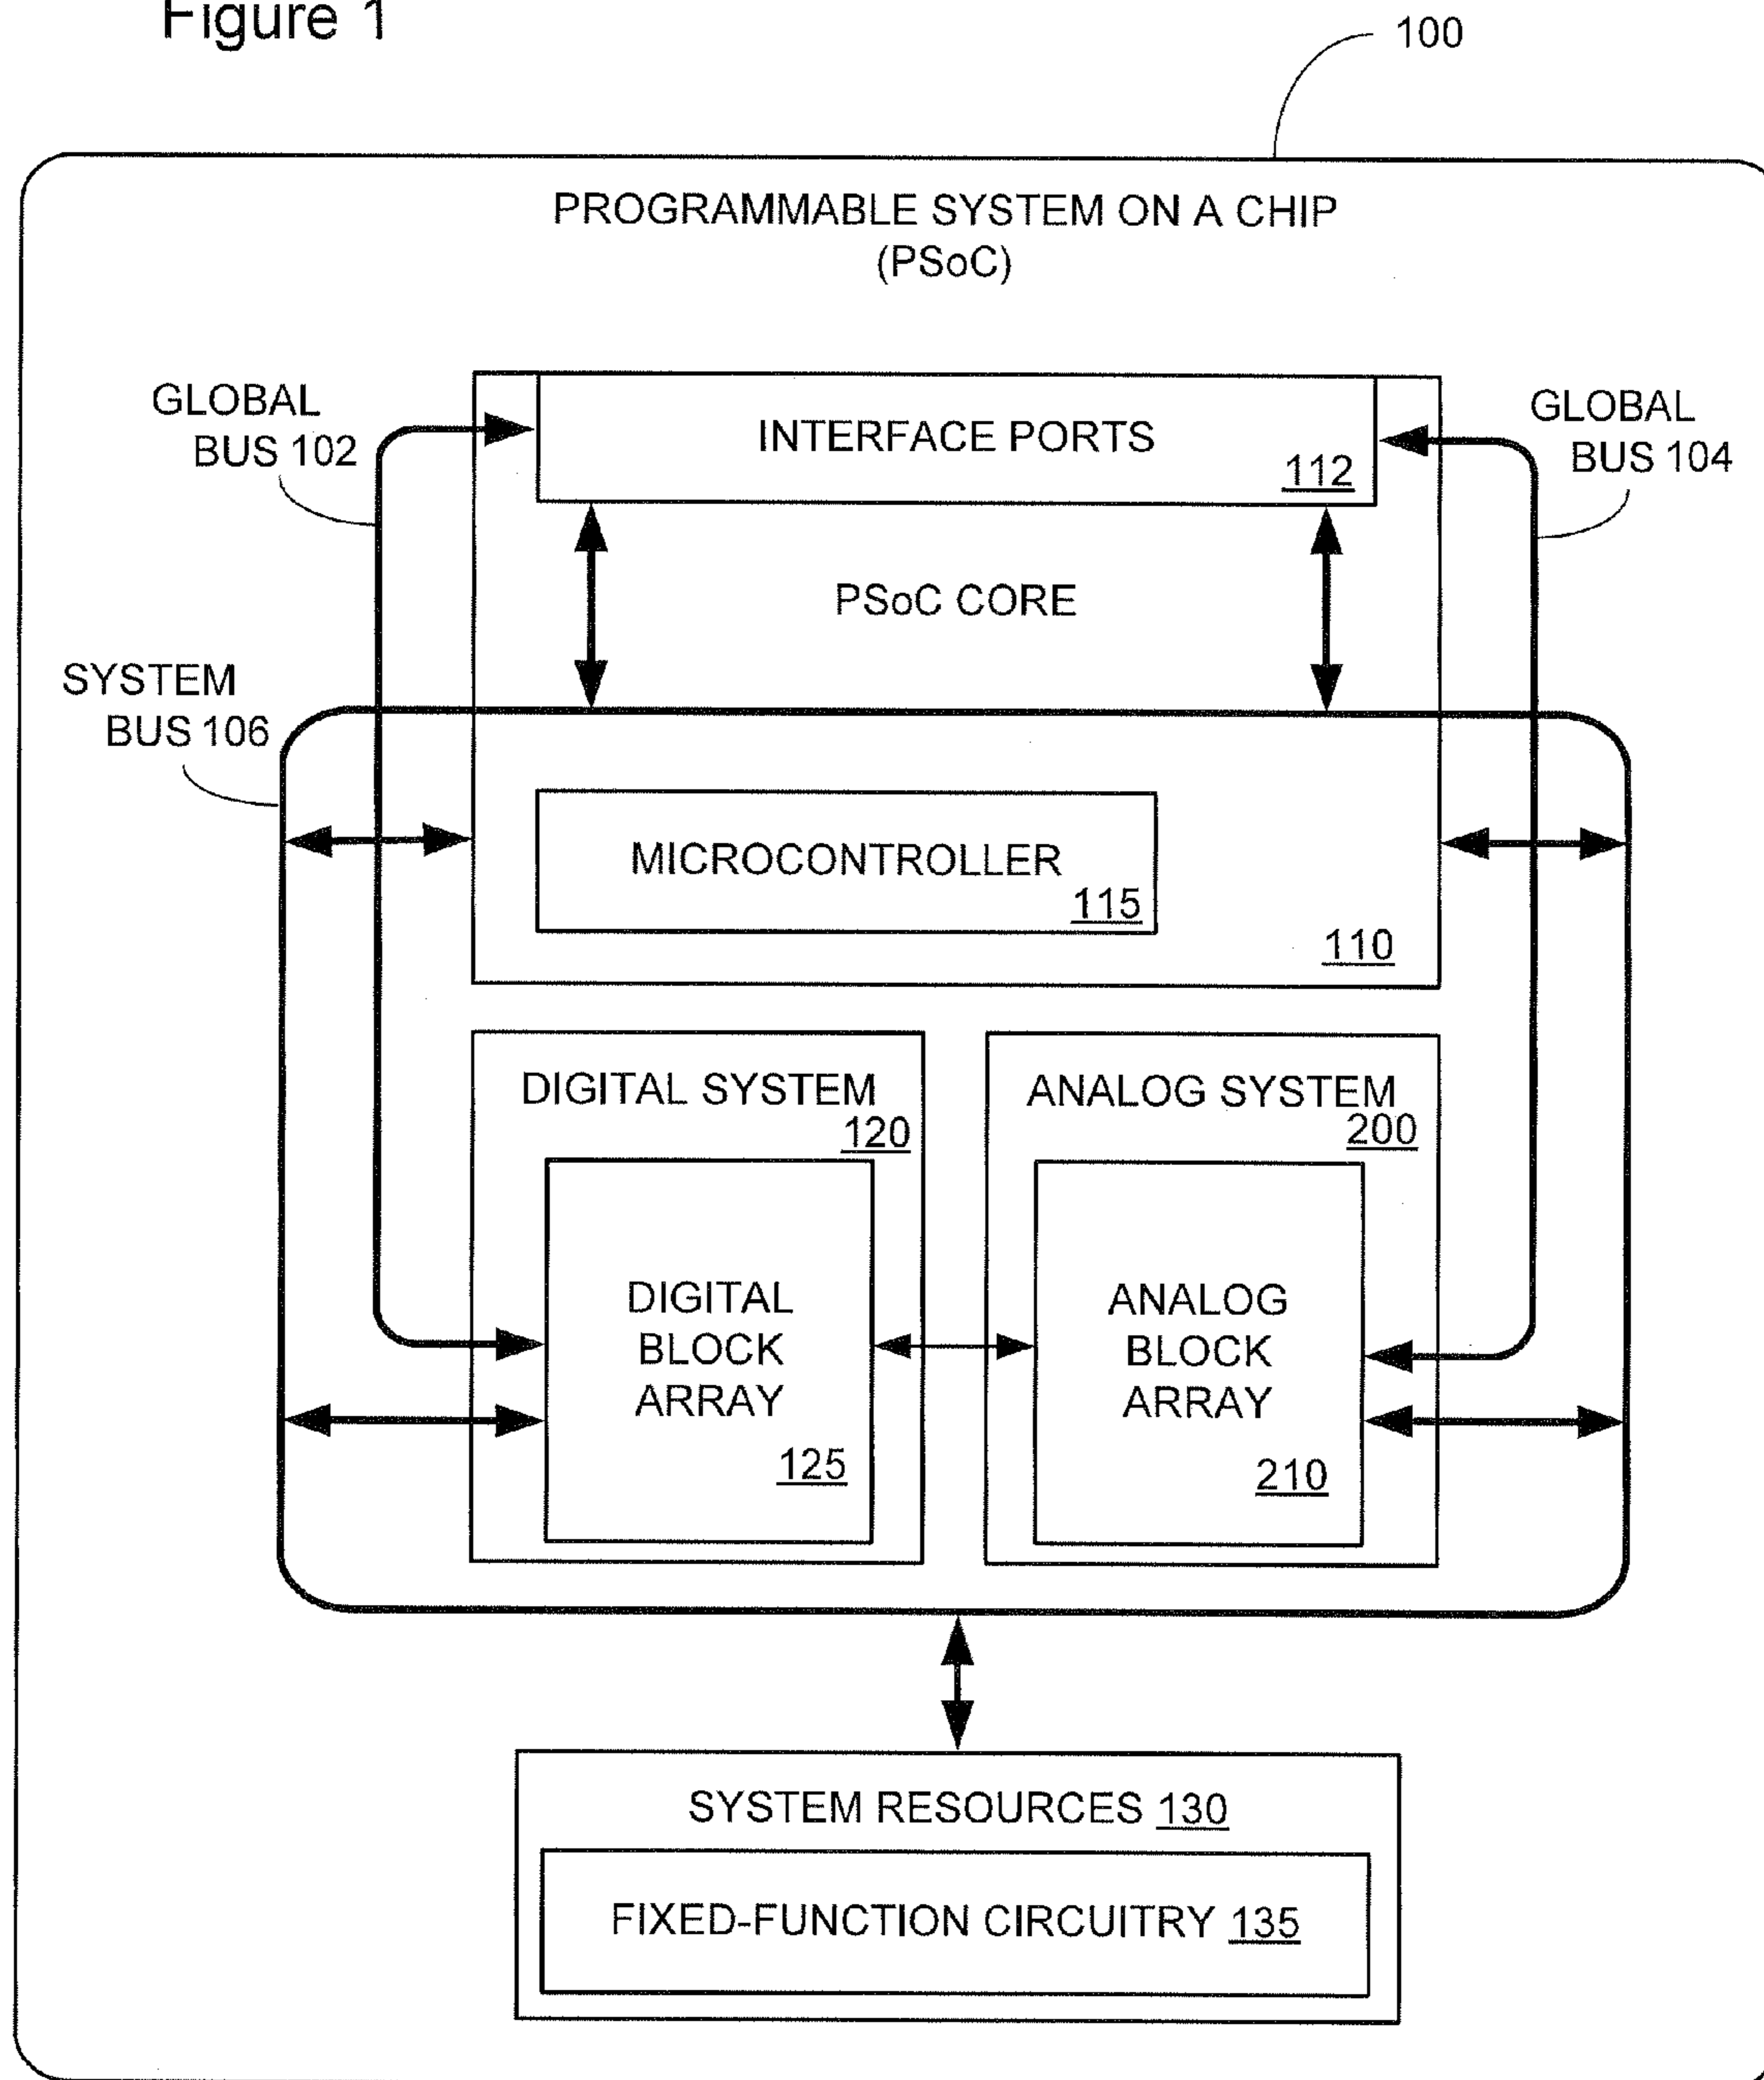 Figure 1
100
PROGRAMMABLE SYSTEM ON A CHIP
(PSoC)
GLOBAL
BUS 102
INTERFACE PORTS
112
GLOBAL
BUS 104
PSoC CORE
SYSTEM
BUS 106
MICROCONTROLLER
115
110
DIGITAL SYSTEM
120
ANALOG SYSTEM
200
DIGITAL
BLOCK
ARRAY
125
ANALOG
BLOCK
ARRAY
210
SYSTEM RESOURCES 130
FIXED-FUNCTION CIRCUITRY 135